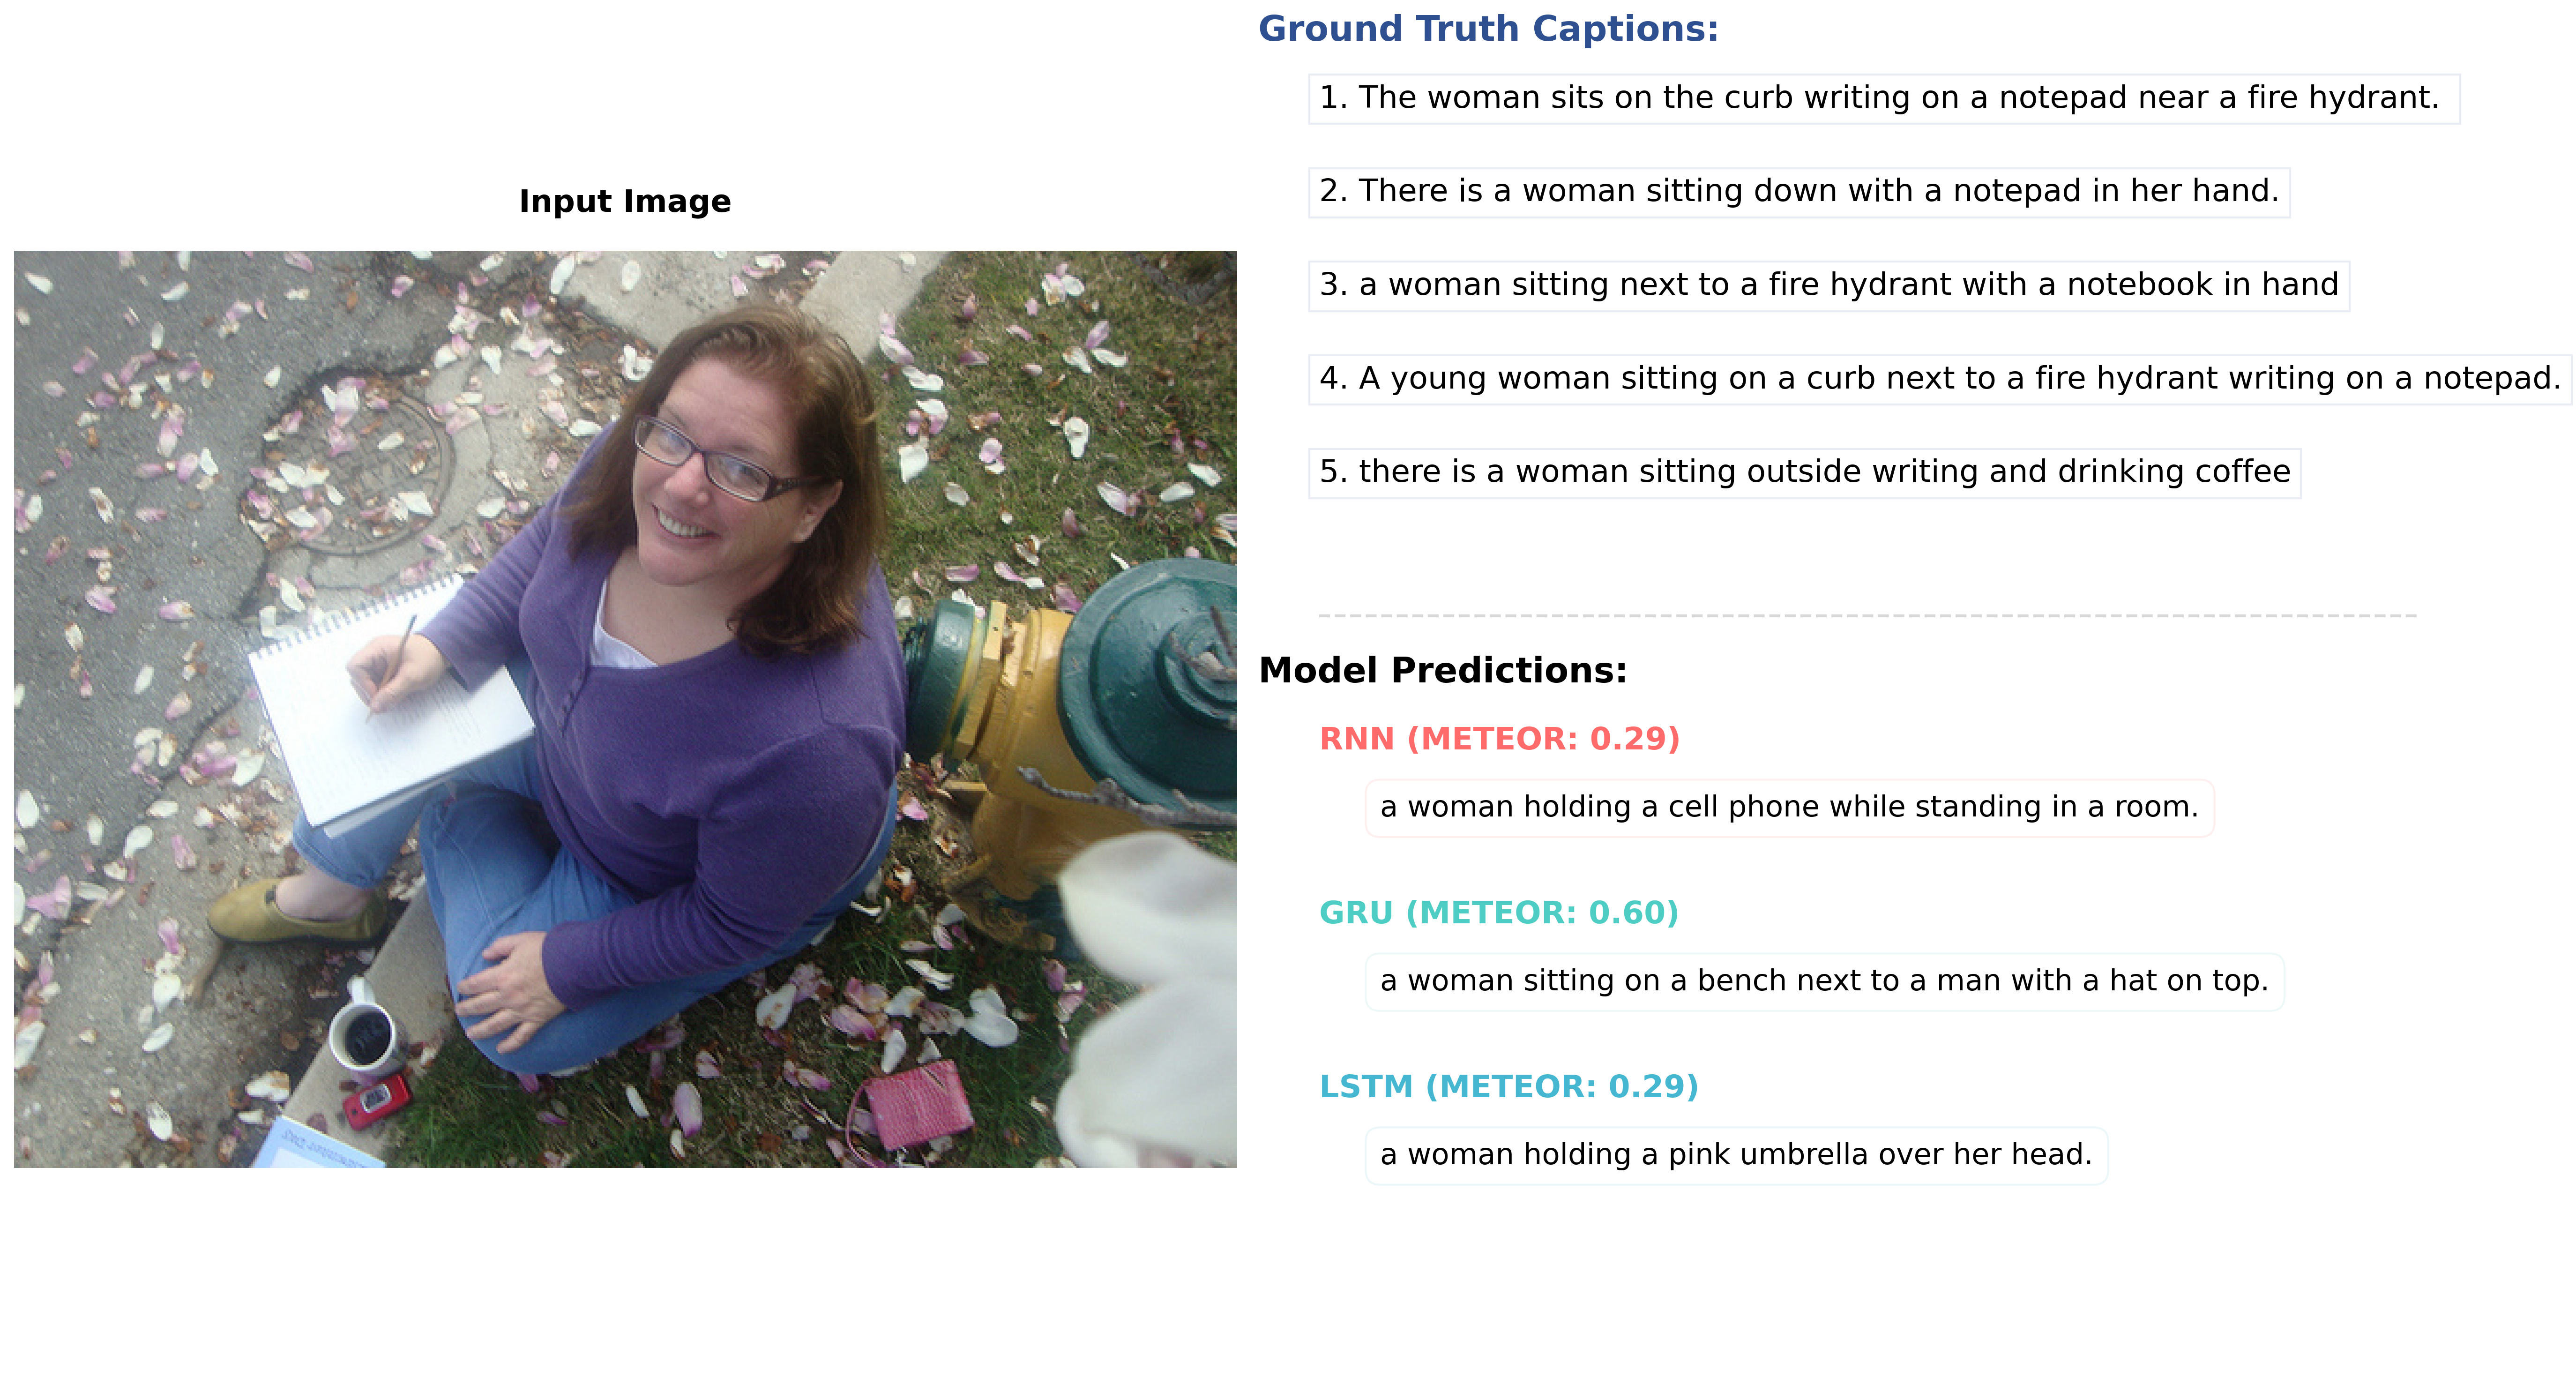 Ground Truth Captions:
1. The woman sits on the curb writing on a notepad near a fire hydrant.
2. There is a woman sitting down with a notepad in her hand.
Input Image
3. a woman sitting next to a fire hydrant with a notebook in hand
4. A young woman sitting on a curb next to a fire hydrant writing on a notepad.
5. there is a woman sitting outside writing and drinking coffee
Model Predictions:
RNN (METEOR: 0.29)
a woman holding a cell phone while standing in a room.
GRU (METEOR: 0.60)
a woman sitting on a bench next to a man with a hat on top.
LSTM (METEOR: 0.29)
a woman holding a pink umbrella over her head.